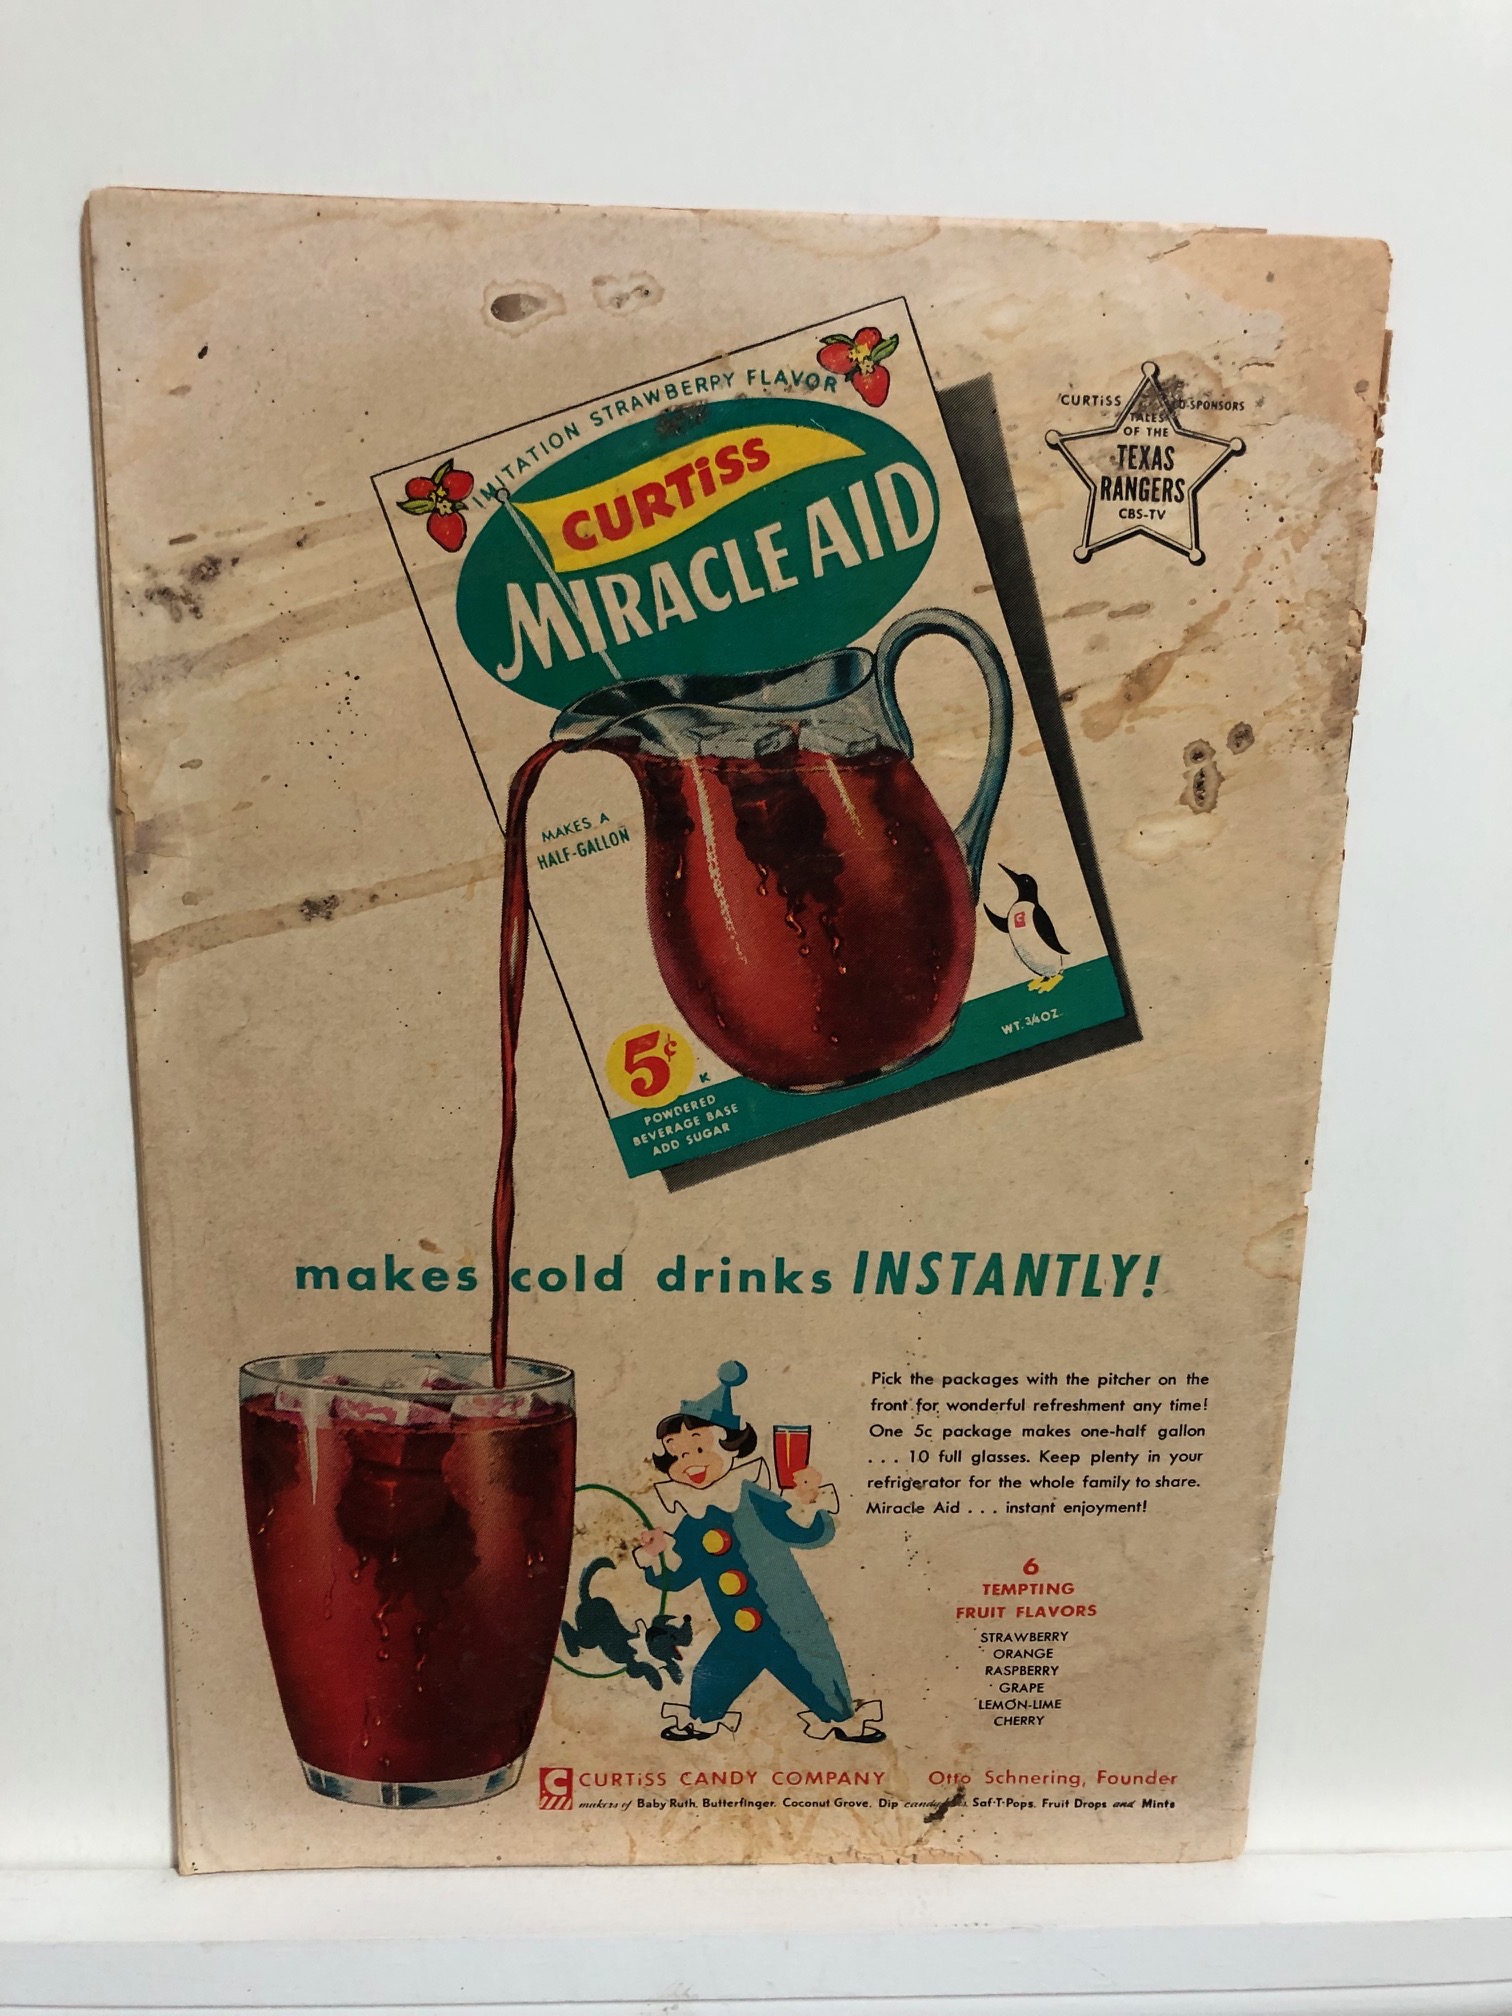 IMITATION STRAWBERRY FLAVOR
CURTiSS
MIRACLE AID
CURTiSS CO-SPONSORS
TALES
OF THE
TEXAS
RANGERS
CBS-TV
MAKES A
HALF-GALLON
C
5¢
K
POWDERED
BEVERAGE BASE
ADD SUGAR
WT. 3/4 OZ.
makes cold drinks INSTANTLY!
Pick the packages with the pitcher on the
front for wonderful refreshment any time!
One 5c package makes one-half gallon
. . . 10 full glasses. Keep plenty in your
refrigerator for the whole family to share.
Miracle Aid . . . instant enjoyment!
6
TEMPTING
FRUIT FLAVORS
STRAWBERRY
ORANGE
RASPBERRY
GRAPE
LEMON-LIME
CHERRY
C CURTiSS CANDY COMPANY Otto Schnering, Founder
makers of Baby Ruth, Butterfinger, Coconut Grove, Dip Saf-T-Pops, Fruit Drops and Mints